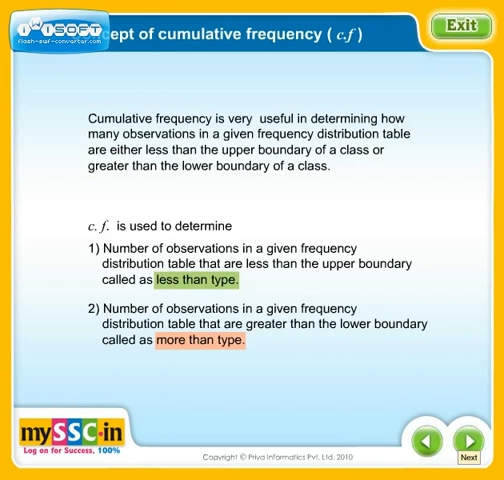 iWiSOFT
flash-swf-converter.com
cept of cumulative frequency ( c.f )
Exit
Cumulative frequency is very useful in determining how
many observations in a given frequency distribution table
are either less than the upper boundary of a class or
greater than the lower boundary of a class.
c. f. is used to determine
1) Number of observations in a given frequency
distribution table that are less than the upper boundary
called as less than type.
2) Number of observations in a given frequency
distribution table that are greater than the lower boundary
called as more than type.
mySSC.in
Log on for Success, 100%
Copyright © Priva Informatics Pvt. Ltd. 2010
Next